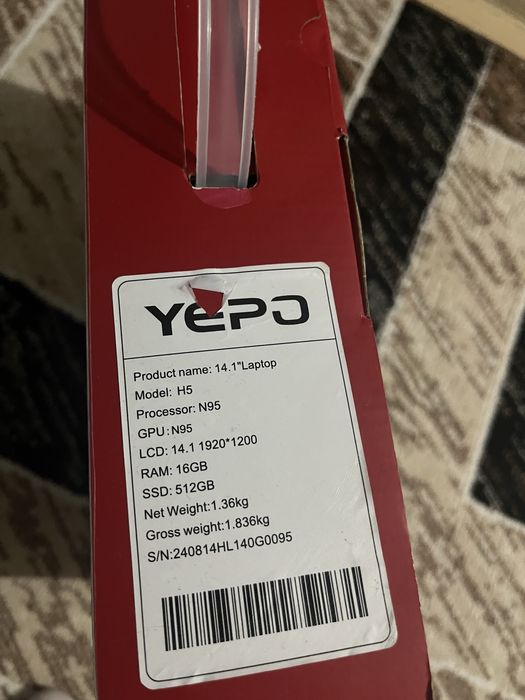 YEPO
Product name: 14.1"Laptop
Model: H5
Processor: N95
GPU: N95
LCD: 14.1 1920*1200
RAM: 16GB
SSD: 512GB
Net Weight:1.36kg
Gross weight:1.836kg
S/N:240814HL140G0095